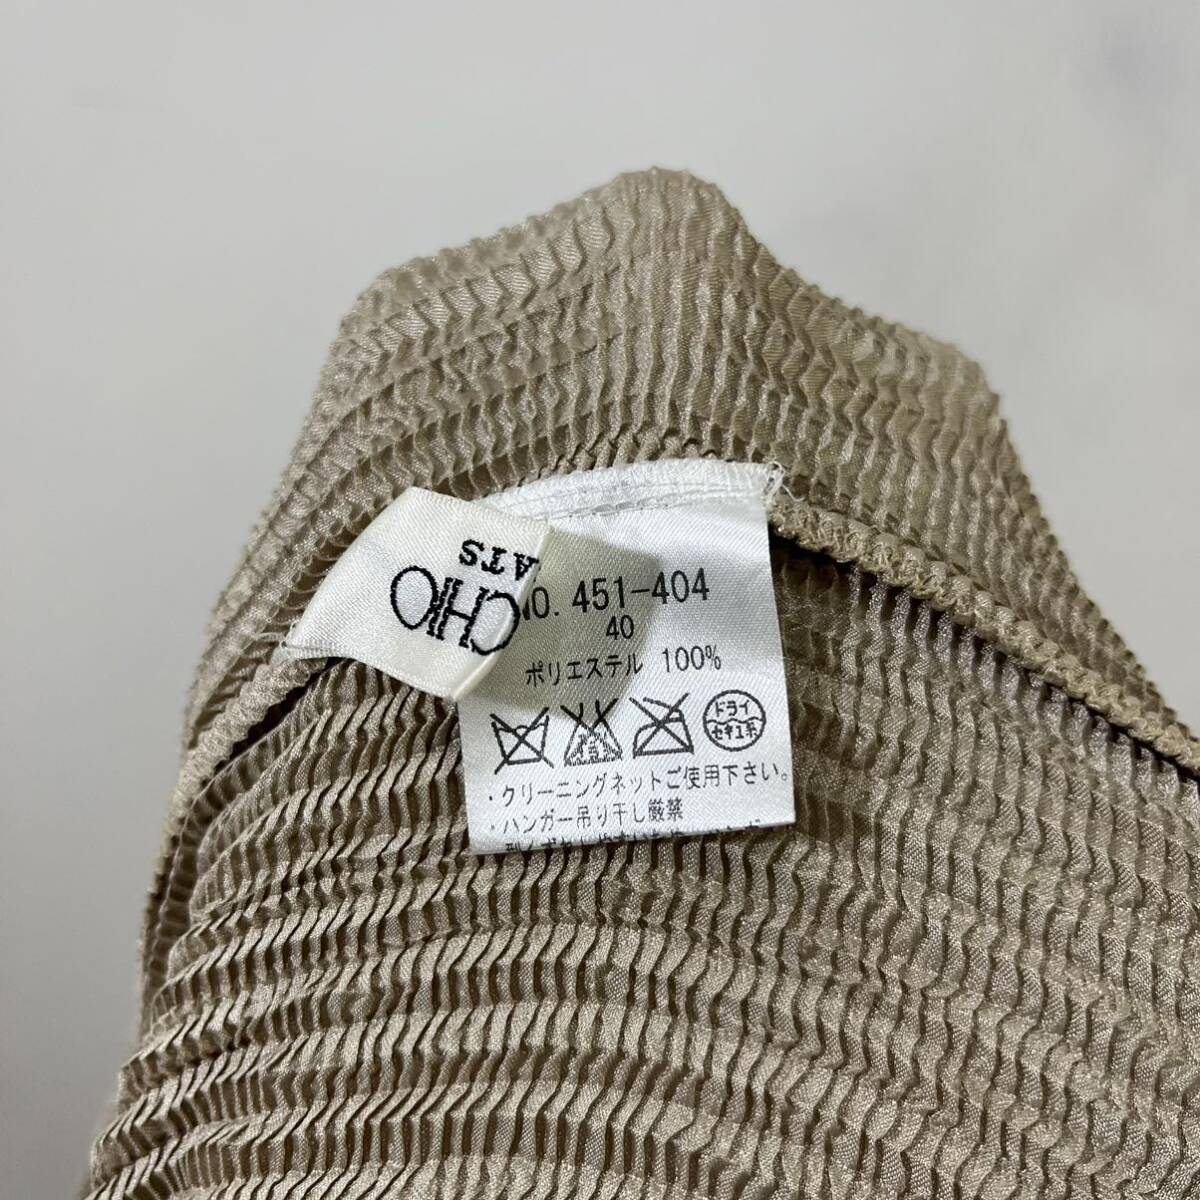 ATS
CHIO
NO. 451-404
40
ポリエステル 100%
ドライ
セキユ系
・クリーニングネットご使用下さい。
・ハンガー吊り干し厳禁